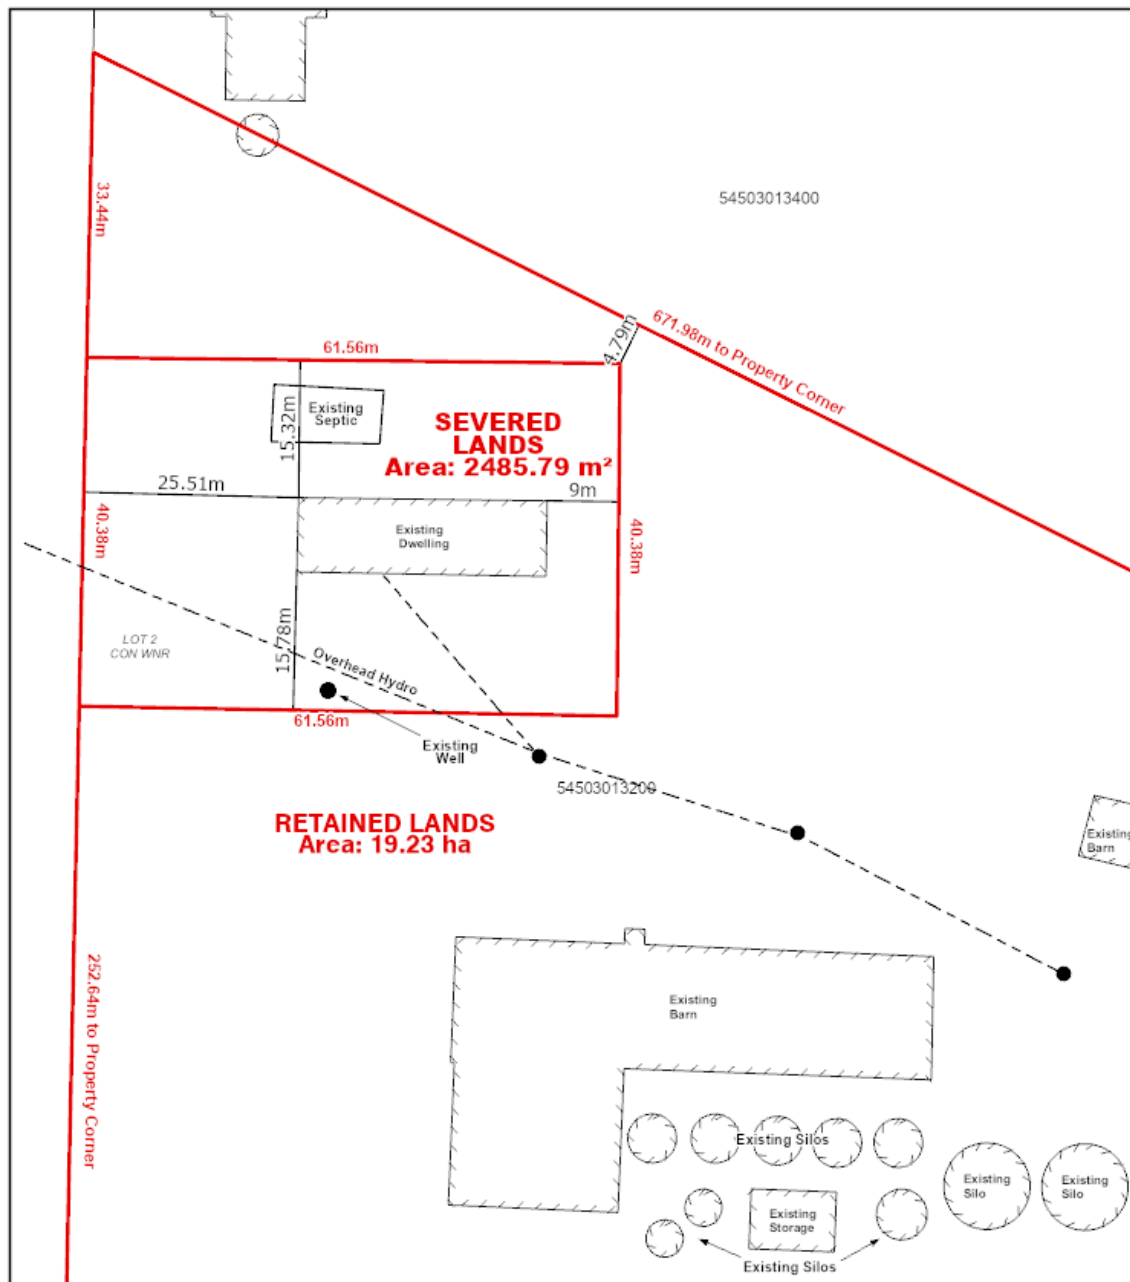 33.44m
54503013400
4.79m
671.98m to Property Corner
61.56m
Existing
Septic
15.32m
SEVERED
LANDS
Area: 2485.79 m²
25.51m
9m
40.38m
Existing
Dwelling
40.38m
LOT 2
CON WNR
15.78m
Overhead Hydro
61.56m
Existing
Well
54503013200
RETAINED LANDS
Area: 19.23 ha
Existing
Barn
252.64m to Property Corner
Existing
Barn
Existing Silos
Existing
Silo
Existing
Silo
Existing
Storage
Existing Silos